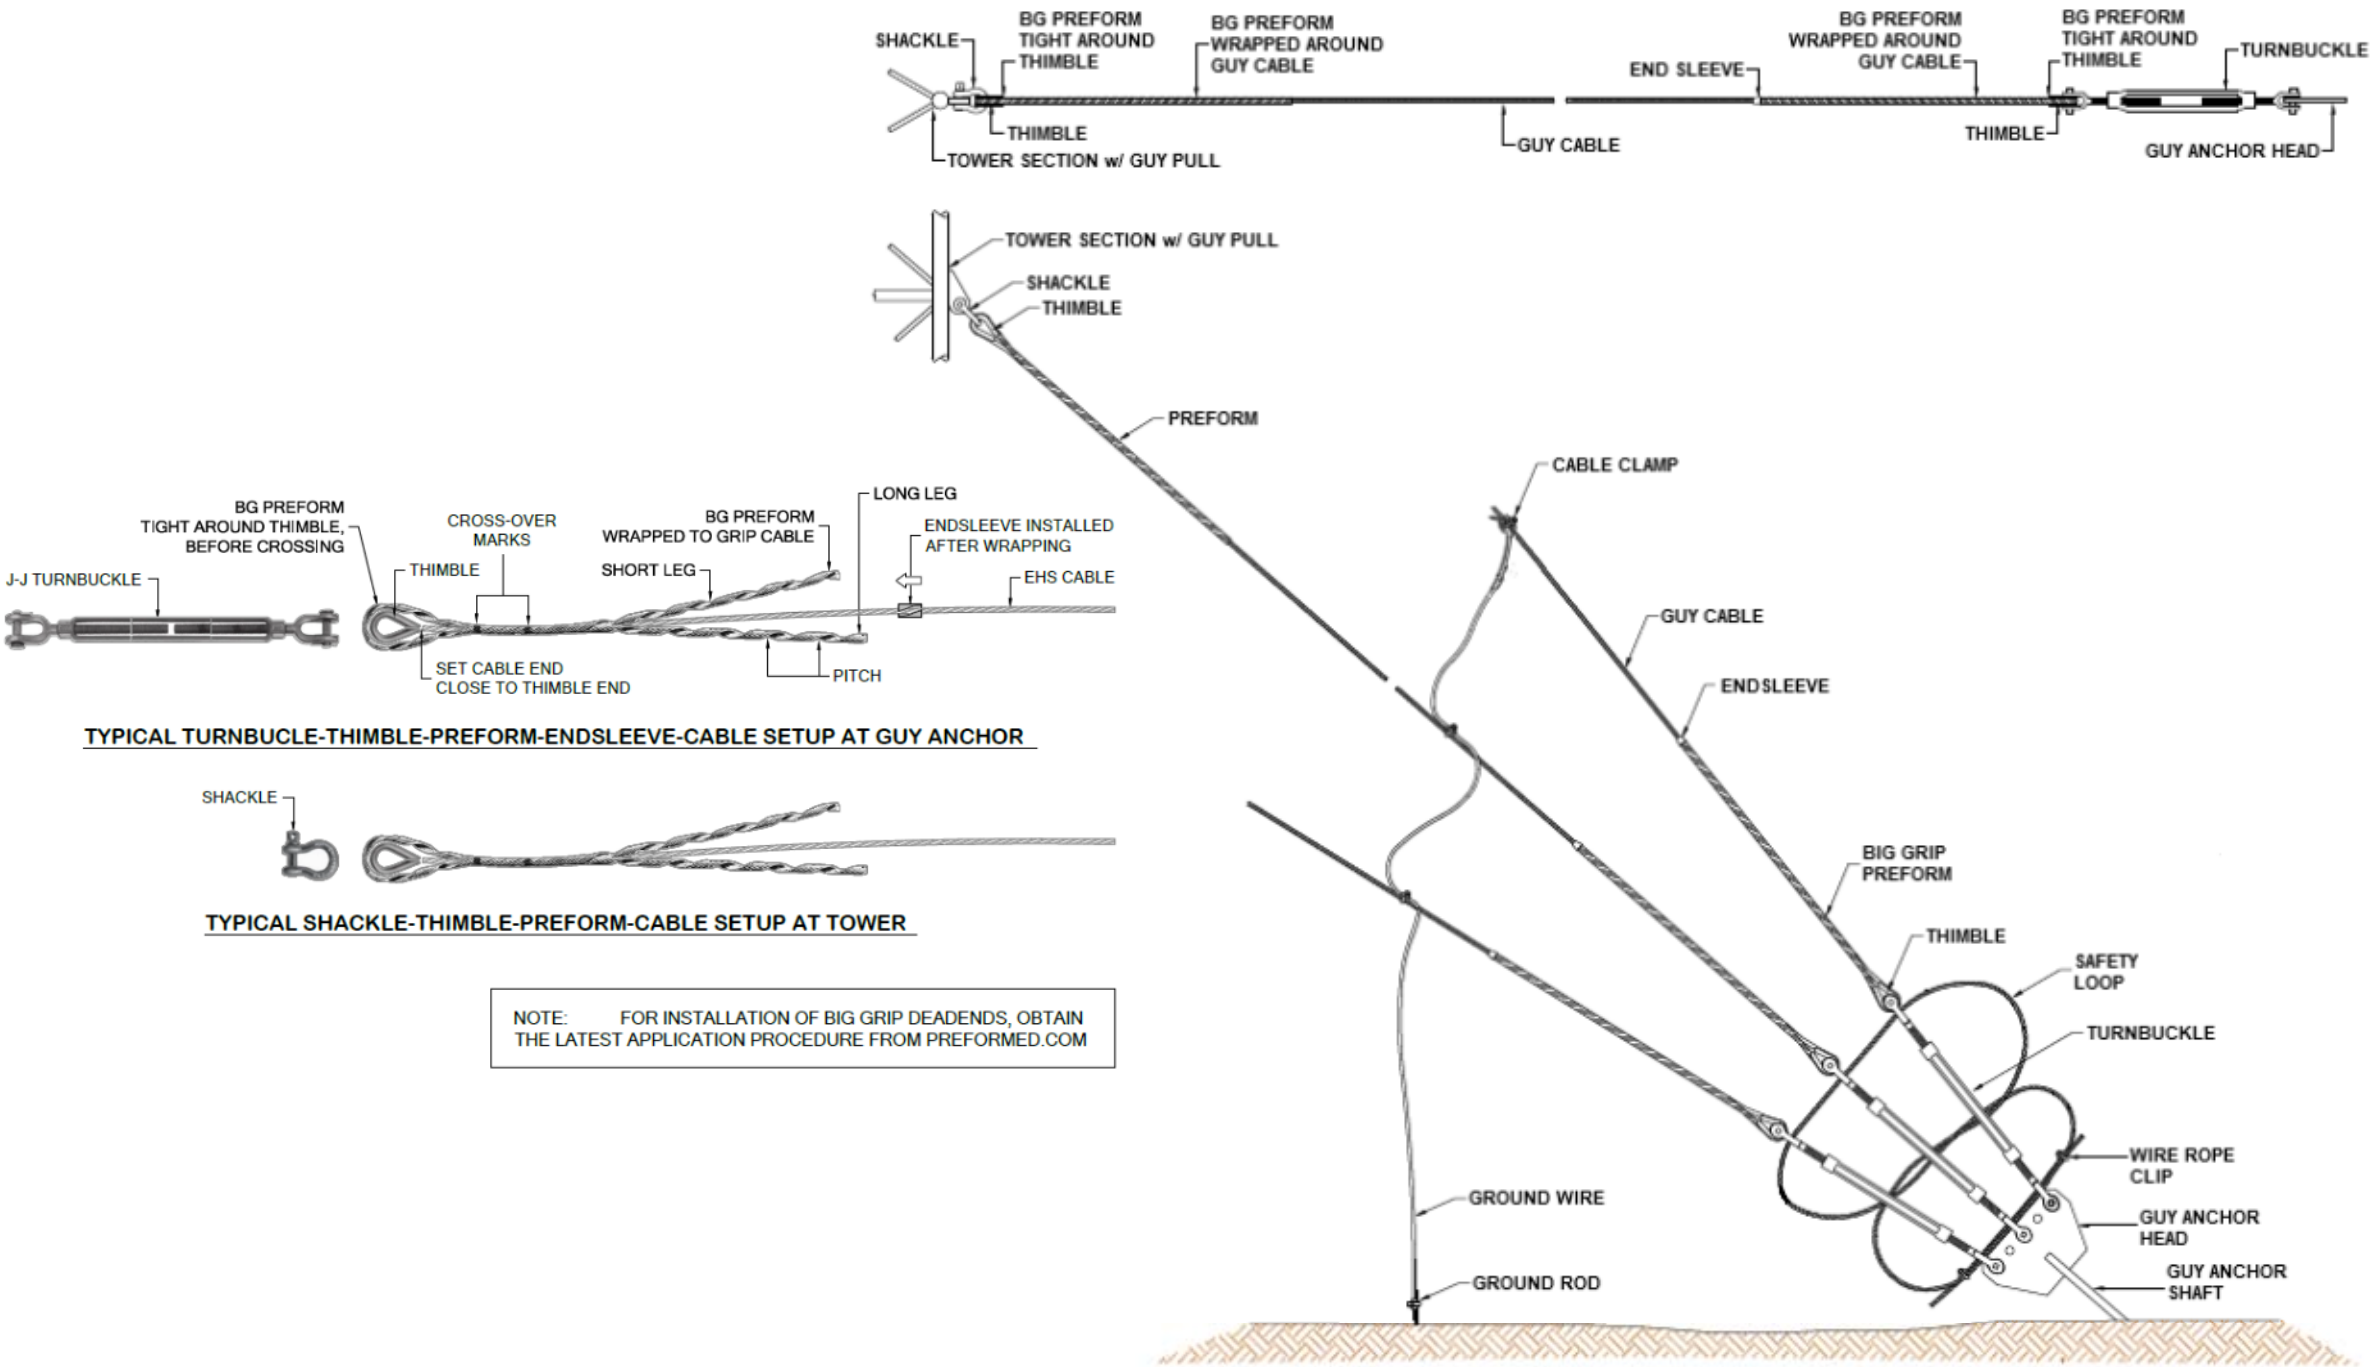 SHACKLE
BG PREFORM
TIGHT AROUND
THIMBLE
BG PREFORM
WRAPPED AROUND
GUY CABLE
THIMBLE
TOWER SECTION w/ GUY PULL
GUY CABLE
END SLEEVE
BG PREFORM
WRAPPED AROUND
GUY CABLE
BG PREFORM
TIGHT AROUND
THIMBLE
TURNBUCKLE
THIMBLE
GUY ANCHOR HEAD
TOWER SECTION w/ GUY PULL
SHACKLE
THIMBLE
PREFORM
CABLE CLAMP
GUY CABLE
ENDSLEEVE
BIG GRIP
PREFORM
THIMBLE
SAFETY
LOOP
TURNBUCKLE
WIRE ROPE
CLIP
GUY ANCHOR
HEAD
GUY ANCHOR
SHAFT
GROUND WIRE
GROUND ROD
BG PREFORM
TIGHT AROUND THIMBLE,
BEFORE CROSSING
CROSS-OVER
MARKS
BG PREFORM
WRAPPED TO GRIP CABLE
LONG LEG
ENDSLEEVE INSTALLED
AFTER WRAPPING
J-J TURNBUCKLE
THIMBLE
SHORT LEG
EHS CABLE
SET CABLE END
CLOSE TO THIMBLE END
PITCH
TYPICAL TURNBUCLE-THIMBLE-PREFORM-ENDSLEEVE-CABLE SETUP AT GUY ANCHOR
SHACKLE
TYPICAL SHACKLE-THIMBLE-PREFORM-CABLE SETUP AT TOWER
NOTE: FOR INSTALLATION OF BIG GRIP DEADENDS, OBTAIN
THE LATEST APPLICATION PROCEDURE FROM PREFORMED.COM